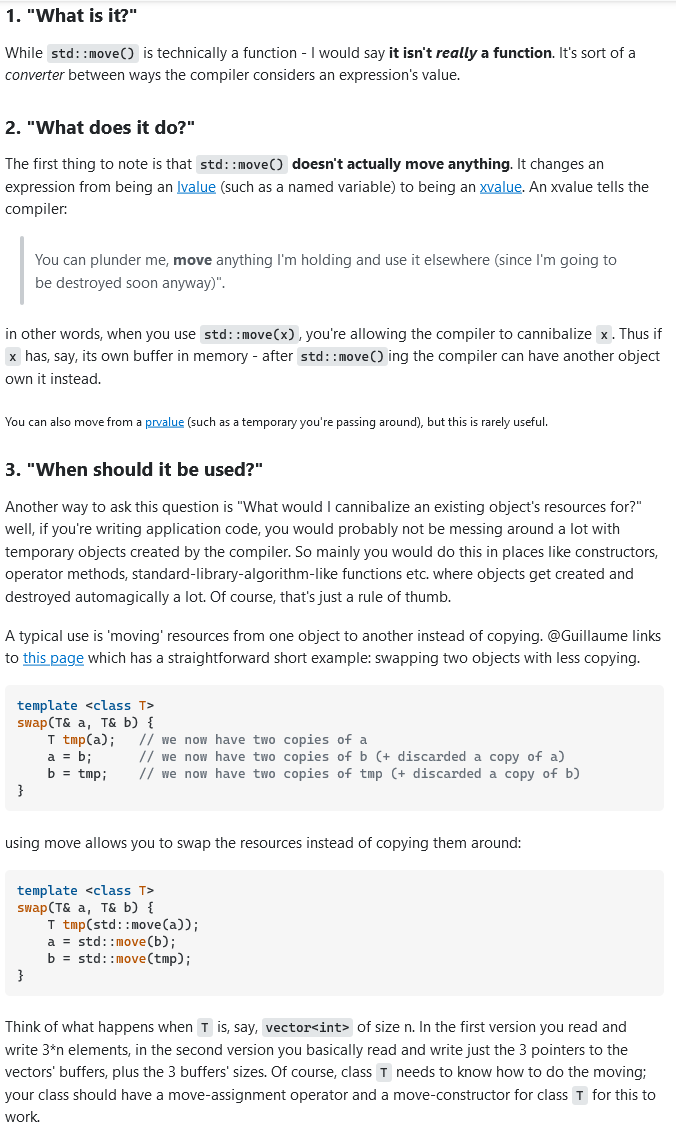 1. "What is it?"
While std::move() is technically a function - I would say it isn't really a function. It's sort of a
converter between ways the compiler considers an expression's value.
2. "What does it do?"
The first thing to note is that std::move() doesn't actually move anything. It changes an
expression from being an lvalue (such as a named variable) to being an xvalue. An xvalue tells the
compiler:
You can plunder me, move anything I'm holding and use it elsewhere (since I'm going to
be destroyed soon anyway)".
in other words, when you use std::move(x), you're allowing the compiler to cannibalize x. Thus if
x has, say, its own buffer in memory - after std::move()ing the compiler can have another object
own it instead.
You can also move from a prvalue (such as a temporary you're passing around), but this is rarely useful.
3. "When should it be used?"
Another way to ask this question is "What would I cannibalize an existing object's resources for?"
well, if you're writing application code, you would probably not be messing around a lot with
temporary objects created by the compiler. So mainly you would do this in places like constructors,
operator methods, standard-library-algorithm-like functions etc. where objects get created and
destroyed automagically a lot. Of course, that's just a rule of thumb.
A typical use is 'moving' resources from one object to another instead of copying. @Guillaume links
to this page which has a straightforward short example: swapping two objects with less copying.
template <class T>
swap(T& a, T& b) {
    T tmp(a);   // we now have two copies of a
    a = b;      // we now have two copies of b (+ discarded a copy of a)
    b = tmp;    // we now have two copies of tmp (+ discarded a copy of b)
}
using move allows you to swap the resources instead of copying them around:
template <class T>
swap(T& a, T& b) {
    T tmp(std::move(a));
    a = std::move(b);
    b = std::move(tmp);
}
Think of what happens when T is, say, vector<int> of size n. In the first version you read and
write 3*n elements, in the second version you basically read and write just the 3 pointers to the
vectors' buffers, plus the 3 buffers' sizes. Of course, class T needs to know how to do the moving;
your class should have a move-assignment operator and a move-constructor for class T for this to
work.